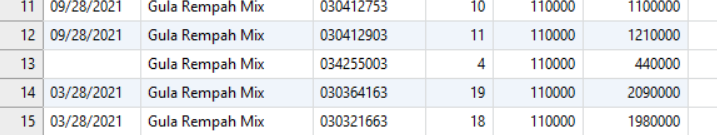 11 09/28/2021 Gula Rempah Mix 030412753 10 110000 1100000
12 09/28/2021 Gula Rempah Mix 030412903 11 110000 1210000
13 Gula Rempah Mix 034255003 4 110000 440000
14 03/28/2021 Gula Rempah Mix 030364163 19 110000 2090000
15 03/28/2021 Gula Rempah Mix 030321663 18 110000 1980000